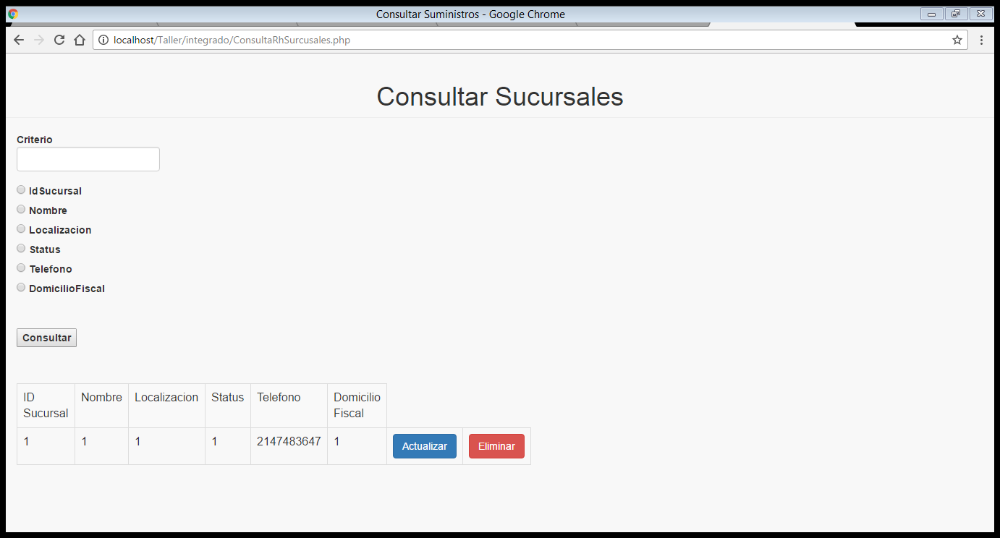 Consultar Suministros - Google Chrome
localhost/Taller/integrado/ConsultaRhSurcusales.php
Consultar Sucursales
Criterio
IdSucursal
Nombre
Localizacion
Status
Telefono
DomicilioFiscal
Consultar
ID Sucursal Nombre Localizacion Status Telefono Domicilio Fiscal
1 1 1 1 2147483647 1 Actualizar Eliminar